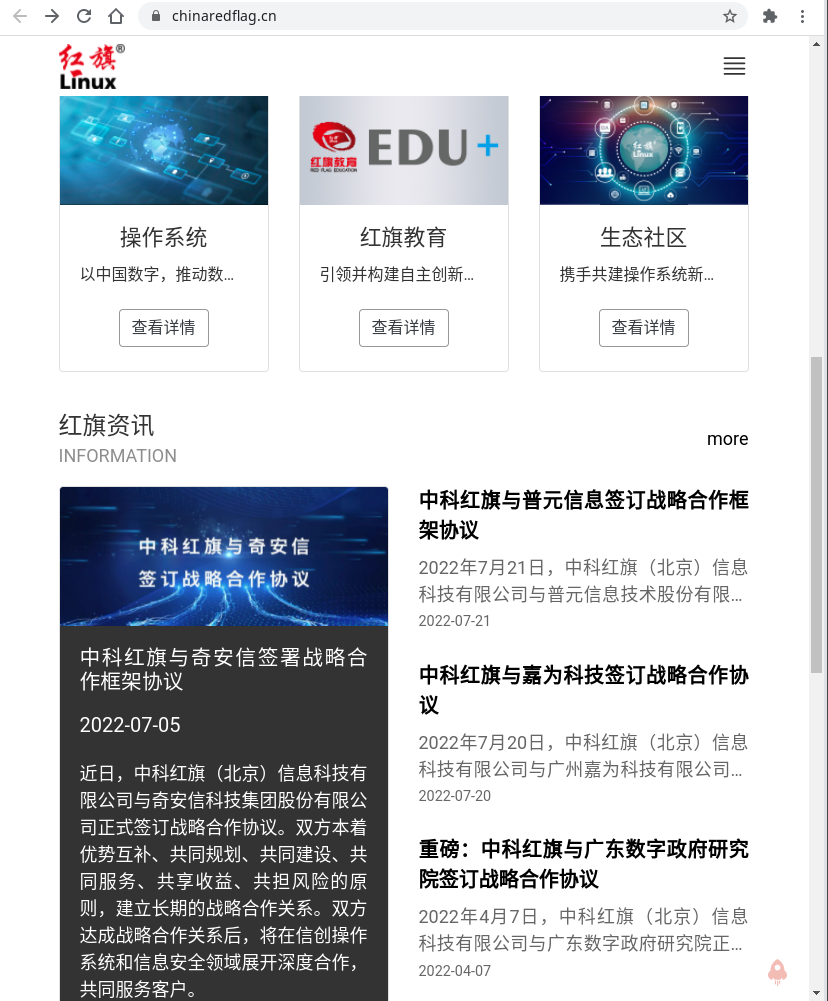 chinaredflag.cn
红旗®
Linux
红旗教育
RED FLAG EDUCATION
EDU+
红旗®
Linux
操作系统
红旗教育
生态社区
以中国数字，推动数...
引领并构建自主创新...
携手共建操作系统新...
查看详情
查看详情
查看详情
红旗资讯
INFORMATION
more
中科红旗与奇安信
签订战略合作协议
中科红旗与奇安信签署战略合
作框架协议
2022-07-05
近日，中科红旗（北京）信息科技有
限公司与奇安信科技集团股份有限公
司正式签订战略合作协议。双方本着
优势互补、共同规划、共同建设、共
同服务、共享收益、共担风险的原
则，建立长期的战略合作关系。双方
达成战略合作关系后，将在信创操作
系统和信息安全领域展开深度合作，
共同服务客户。
中科红旗与普元信息签订战略合作框
架协议
2022年7月21日，中科红旗（北京）信息
科技有限公司与普元信息技术股份有限...
2022-07-21
中科红旗与嘉为科技签订战略合作协
议
2022年7月20日，中科红旗（北京）信息
科技有限公司与广州嘉为科技有限公司...
2022-07-20
重磅：中科红旗与广东数字政府研究
院签订战略合作协议
2022年4月7日，中科红旗（北京）信息
科技有限公司与广东数字政府研究院正...
2022-04-07